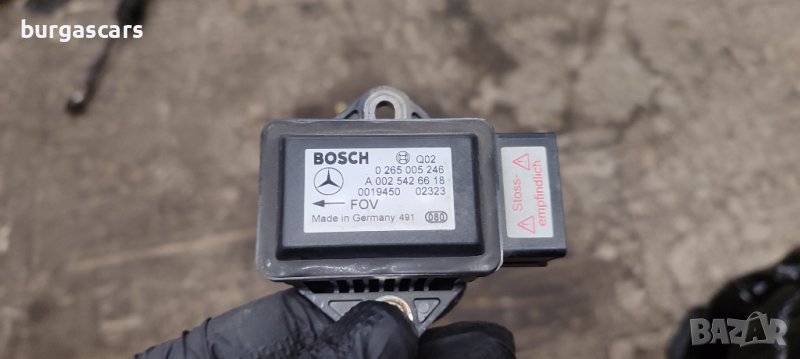 burgascars
BOSCH Q02
0 265 005 246
A 002 542 66 18
0019450 02323
← FOV
Made in Germany 491 080
Stoss-
empfindlich
BAZAR